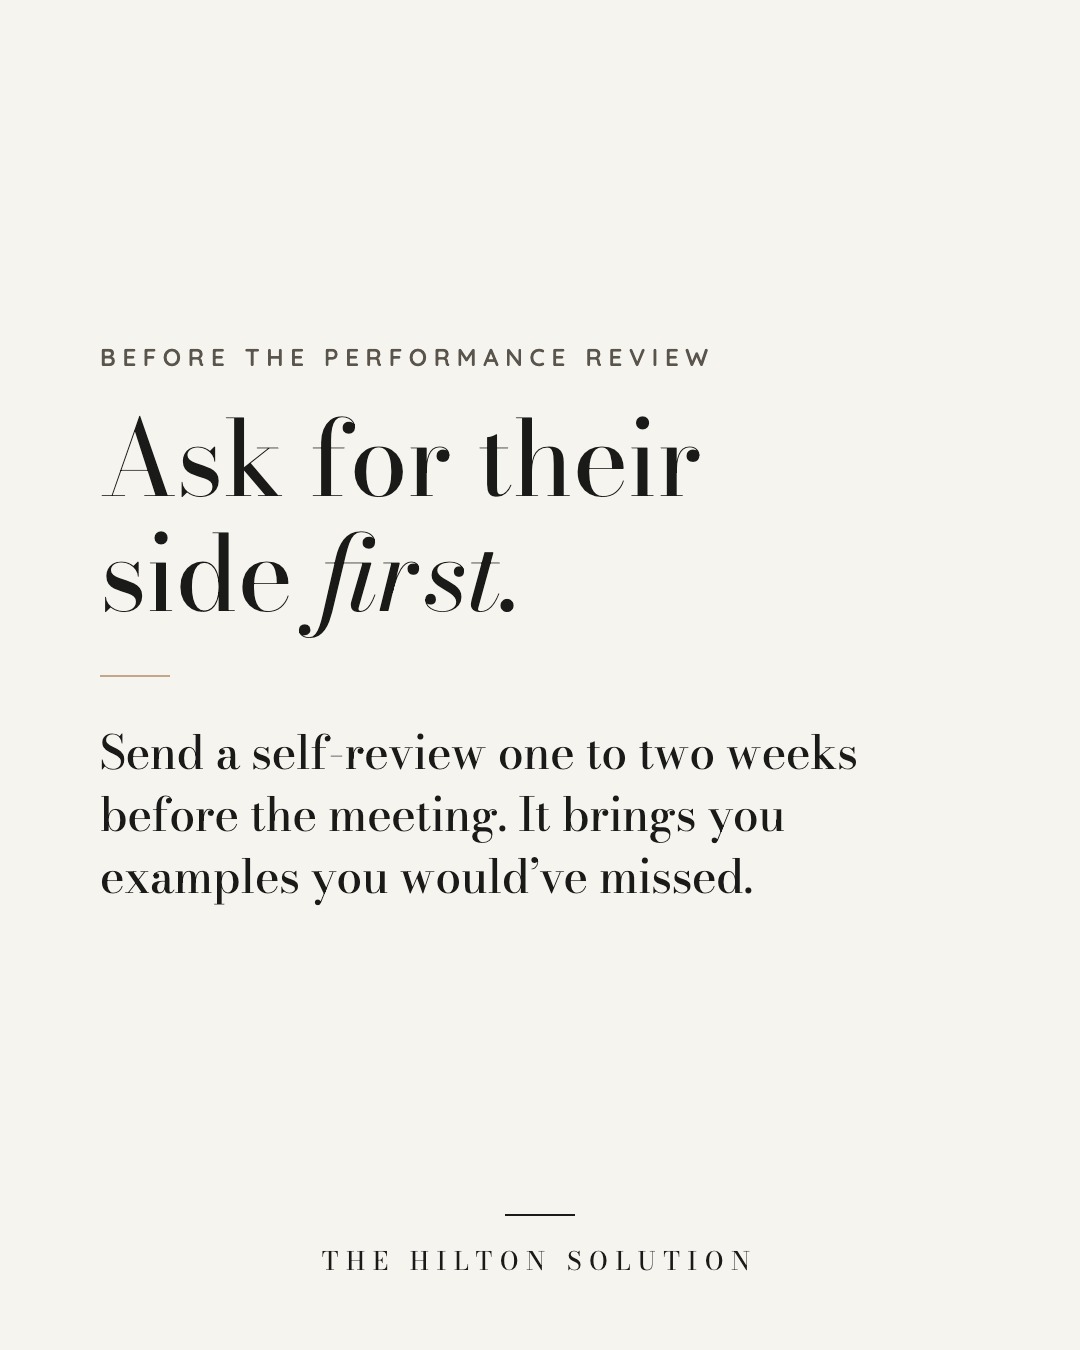 BEFORE THE PERFORMANCE REVIEW
Ask for their
side first.
Send a self-review one to two weeks
before the meeting. It brings you
examples you would’ve missed.
THE HILTON SOLUTION